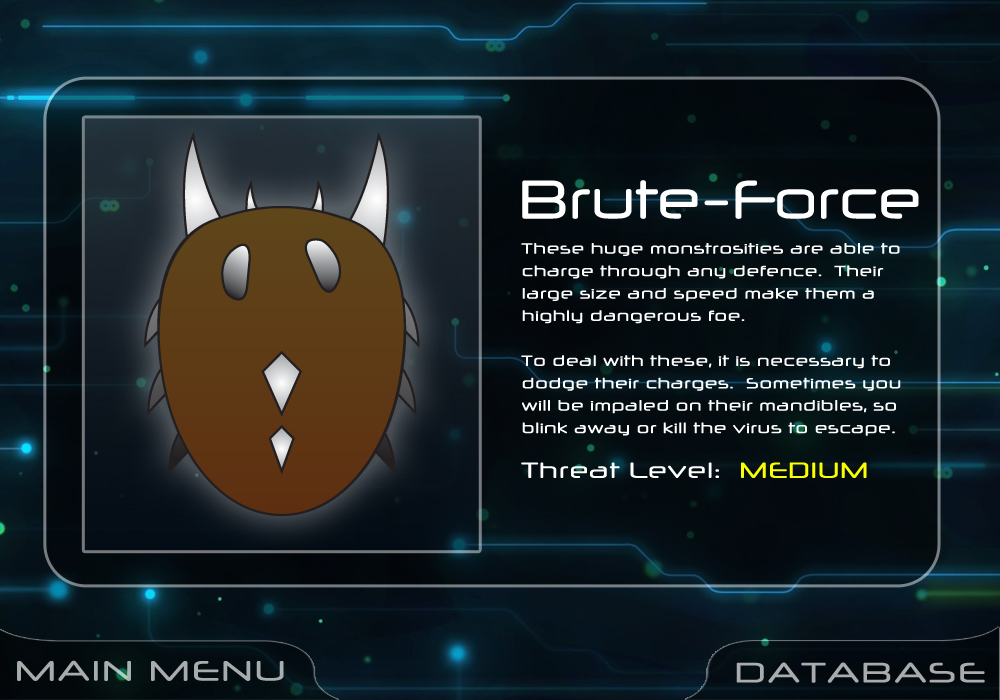 Brute-Force
These huge monstrosities are able to
charge through any defence.  Their
large size and speed make them a
highly dangerous foe.
To deal with these, it is necessary to
dodge their charges.  Sometimes you
will be impaled on their mandibles, so
blink away or kill the virus to escape.
Threat Level:  MEDIUM
MAIN MENU
DATABASE